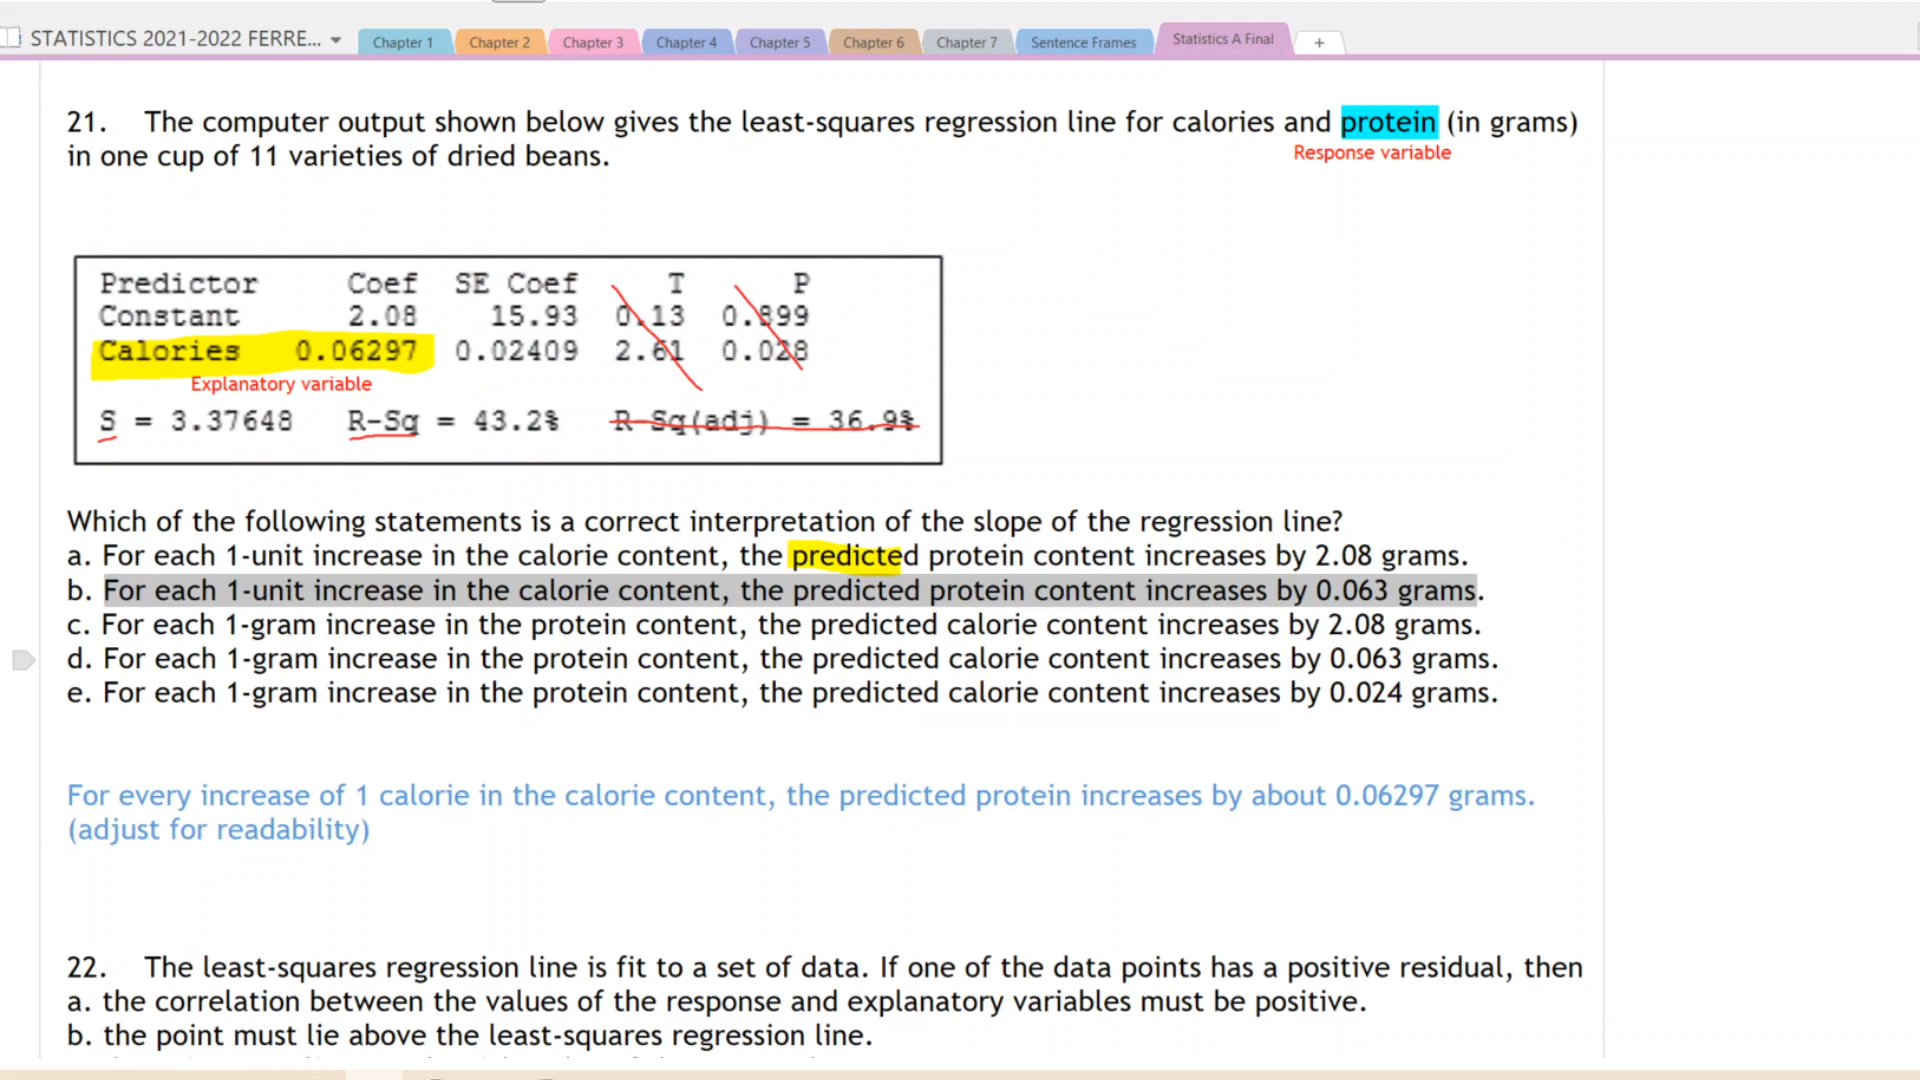 STATISTICS 2021-2022 FERRE...
Chapter 1
Chapter 2
Chapter 3
Chapter 4
Chapter 5
Chapter 6
Chapter 7
Sentence Frames
Statistics A Final
+
21. The computer output shown below gives the least-squares regression line for calories and protein (in grams)
in one cup of 11 varieties of dried beans.
Response variable
Predictor Coef SE Coef T P
Constant 2.08 15.93 0.13 0.899
Calories 0.06297 0.02409 2.61 0.028
Explanatory variable
S = 3.37648 R-Sq = 43.2% R-Sq(adj) = 36.9%
Which of the following statements is a correct interpretation of the slope of the regression line?
a. For each 1-unit increase in the calorie content, the predicted protein content increases by 2.08 grams.
b. For each 1-unit increase in the calorie content, the predicted protein content increases by 0.063 grams.
c. For each 1-gram increase in the protein content, the predicted calorie content increases by 2.08 grams.
d. For each 1-gram increase in the protein content, the predicted calorie content increases by 0.063 grams.
e. For each 1-gram increase in the protein content, the predicted calorie content increases by 0.024 grams.
For every increase of 1 calorie in the calorie content, the predicted protein increases by about 0.06297 grams.
(adjust for readability)
22. The least-squares regression line is fit to a set of data. If one of the data points has a positive residual, then
a. the correlation between the values of the response and explanatory variables must be positive.
b. the point must lie above the least-squares regression line.